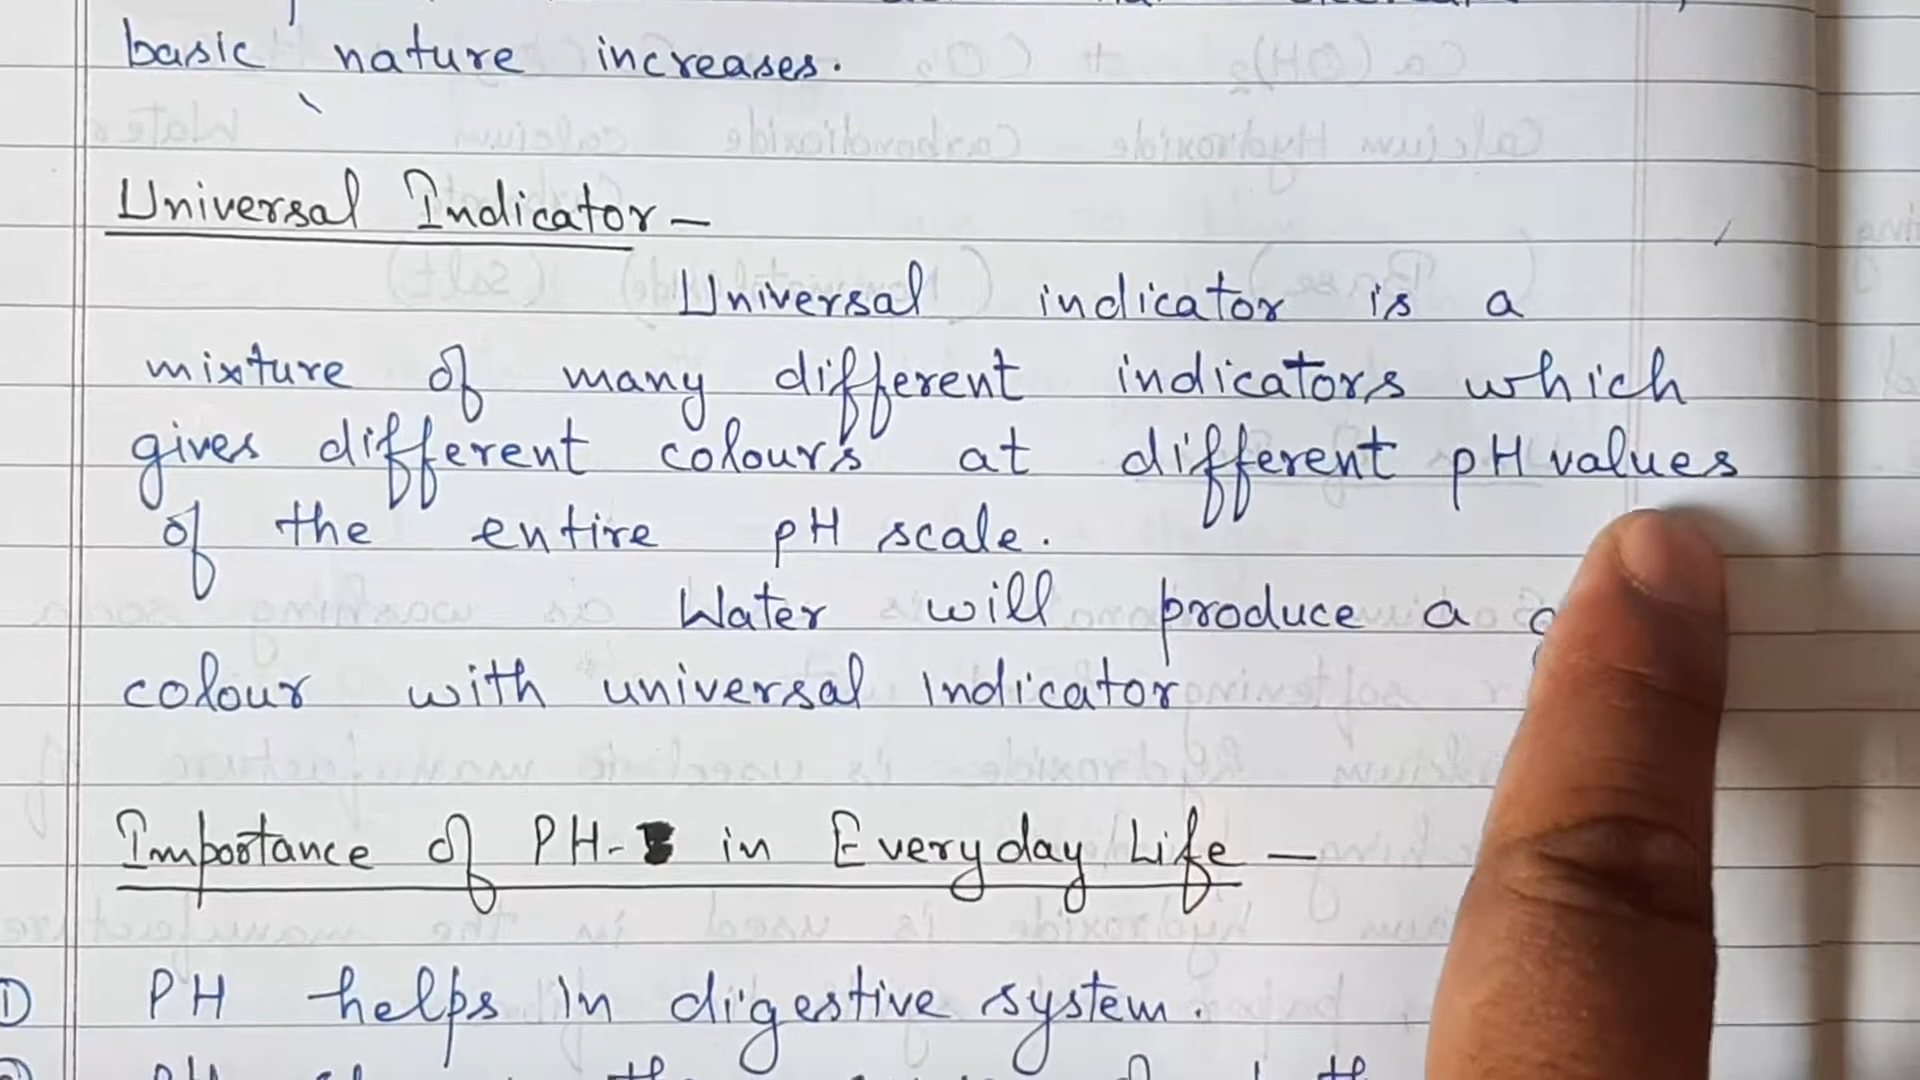 basic nature increases.
Universal Indicator -
Universal indicator is a
mixture of many different indicators which
gives different colours at different pH values
of the entire pH scale.
Water will produce a
colour with universal indicator
Importance of PH- in Everyday Life -
1) PH helps in digestive system.